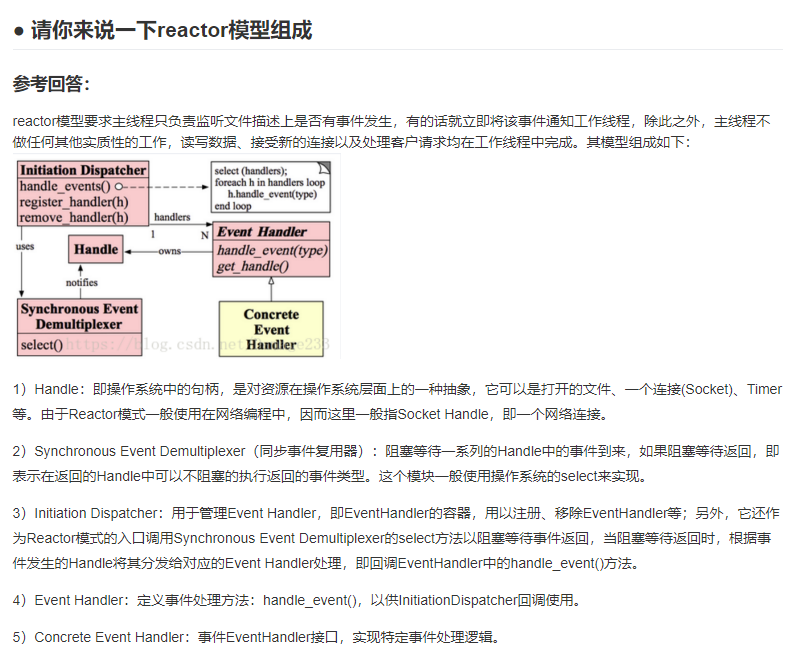 ● 请你来说一下reactor模型组成
参考回答：
reactor模型要求主线程只负责监听文件描述上是否有事件发生，有的话就立即将该事件通知工作线程，除此之外，主线程不
做任何其他实质性的工作，读写数据、接受新的连接以及处理客户请求均在工作线程中完成。其模型组成如下：
Initiation Dispatcher
handle_events()
register_handler(h)
remove_handler(h)
select (handlers);
foreach h in handlers loop
h.handle_event(type)
end loop
handlers
1
N
uses
Handle
owns
Event Handler
handle_event(type)
get_handle()
notifies
Synchronous Event
Demultiplexer
select()
Concrete
Event
Handler
1）Handle：即操作系统中的句柄，是对资源在操作系统层面上的一种抽象，它可以是打开的文件、一个连接(Socket)、Timer
等。由于Reactor模式一般使用在网络编程中，因而这里一般指Socket Handle，即一个网络连接。
2）Synchronous Event Demultiplexer（同步事件复用器）：阻塞等待一系列的Handle中的事件到来，如果阻塞等待返回，即
表示在返回的Handle中可以不阻塞的执行返回的事件类型。这个模块一般使用操作系统的select来实现。
3）Initiation Dispatcher：用于管理Event Handler，即EventHandler的容器，用以注册、移除EventHandler等；另外，它还作
为Reactor模式的入口调用Synchronous Event Demultiplexer的select方法以阻塞等待事件返回，当阻塞等待返回时，根据事
件发生的Handle将其分发给对应的Event Handler处理，即回调EventHandler中的handle_event()方法。
4）Event Handler：定义事件处理方法：handle_event()，以供InitiationDispatcher回调使用。
5）Concrete Event Handler：事件EventHandler接口，实现特定事件处理逻辑。